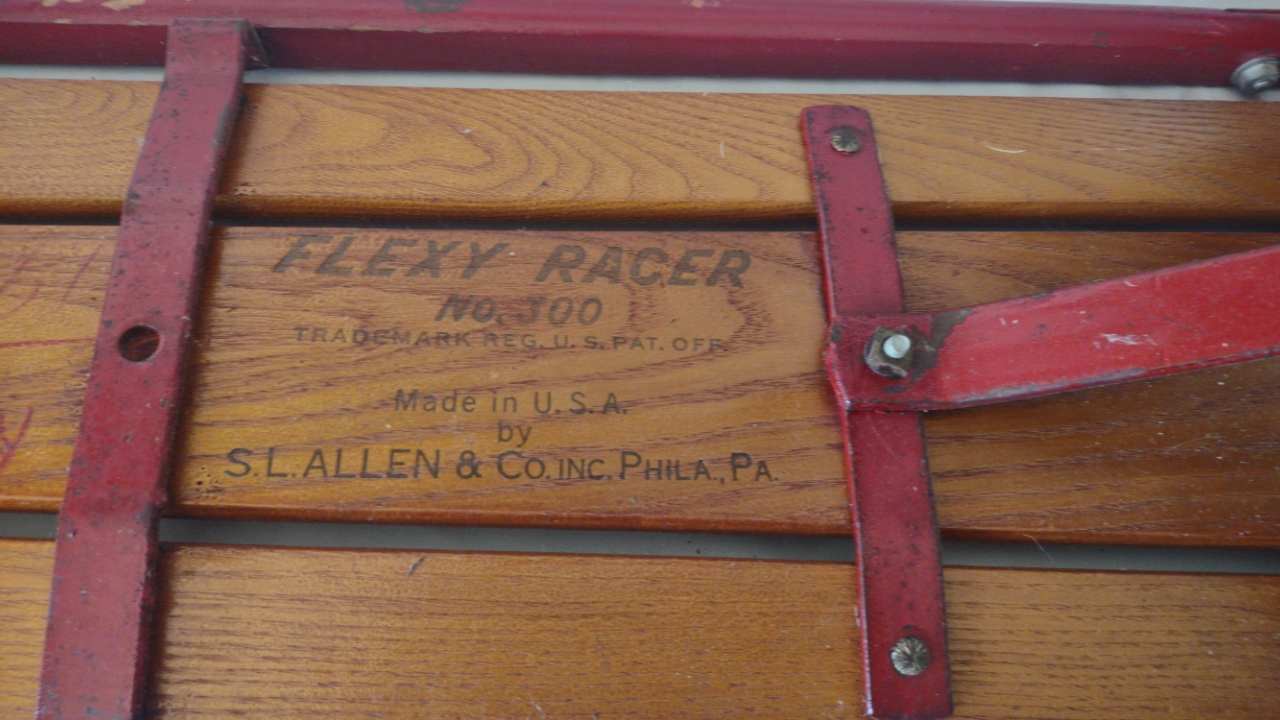 FLEXY RACER
NO. 300
TRADEMARK REG. U. S. PAT. OFF.
Made in U. S. A.
by
S. L. ALLEN & CO. INC. PHILA., PA.